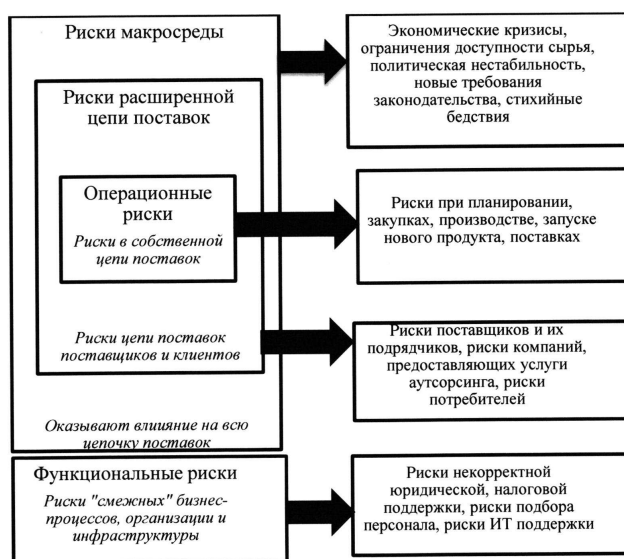 Риски макросреды
Риски расширенной
цепи поставок
Операционные
риски
Риски в собственной
цепи поставок
Риски цепи поставок
поставщиков и клиентов
Оказывают влияние на всю
цепочку поставок
Функциональные риски
Риски "смежных" бизнес-
процессов, организации и
инфраструктуры
Экономические кризисы,
ограничения доступности сырья,
политическая нестабильность,
новые требования
законодательства, стихийные
бедствия
Риски при планировании,
закупках, производстве, запуске
нового продукта, поставках
Риски поставщиков и их
подрядчиков, риски компаний,
предоставляющих услуги
аутсорсинга, риски
потребителей
Риски некорректной
юридической, налоговой
поддержки, риски подбора
персонала, риски ИТ поддержки